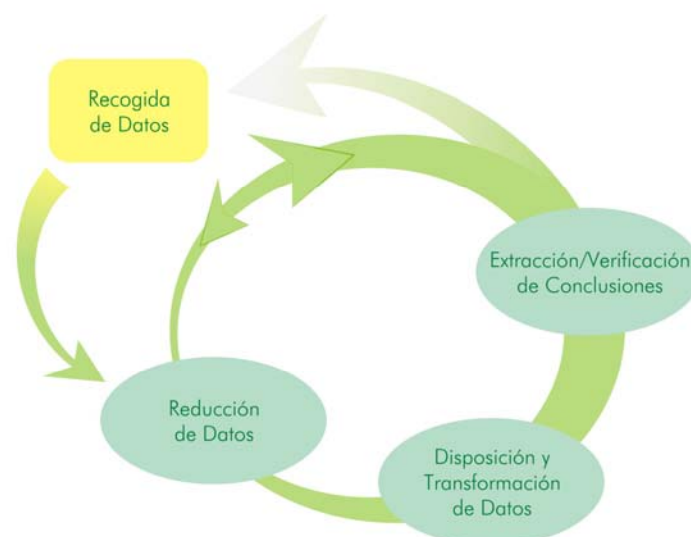 Recogida
de Datos
Extracción/Verificación
de Conclusiones
Reducción
de Datos
Disposición y
Transformación
de Datos